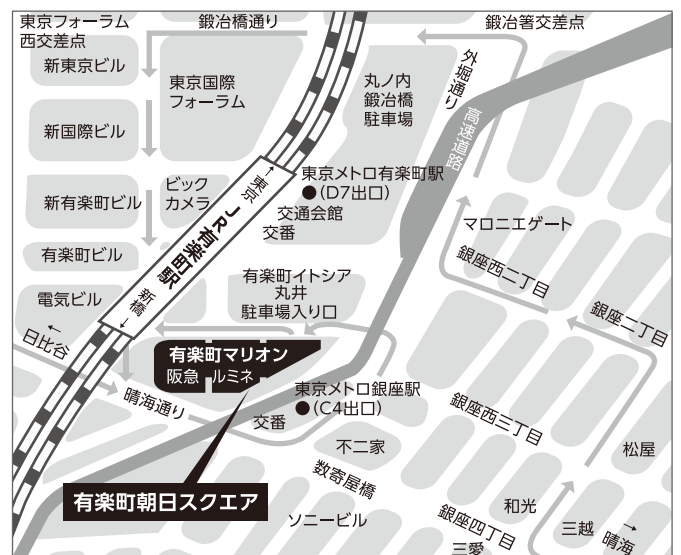 東京フォーラム
西交差点
鍛冶橋通り
鍛冶箸交差点
新東京ビル
東京国際
フォーラム
丸ノ内
鍛冶橋
駐車場
外堀通り
高速道路
新国際ビル
東京メトロ有楽町駅
●(D7出口)
←東京
JR有楽町駅
新橋→
ビック
カメラ
新有楽町ビル
交通会館
交番
マロニエゲート
有楽町ビル
銀座西二丁目
有楽町イトシア
丸井
駐車場入り口
電気ビル
銀座二丁目
←
日比谷
有楽町マリオン
阪急 ルミネ
晴海通り
東京メトロ銀座駅
●(C4出口)
交番
銀座西三丁目
不二家
松屋
数寄屋橋
有楽町朝日スクエア
和光
ソニービル
銀座四丁目
三越
→
晴海
三愛